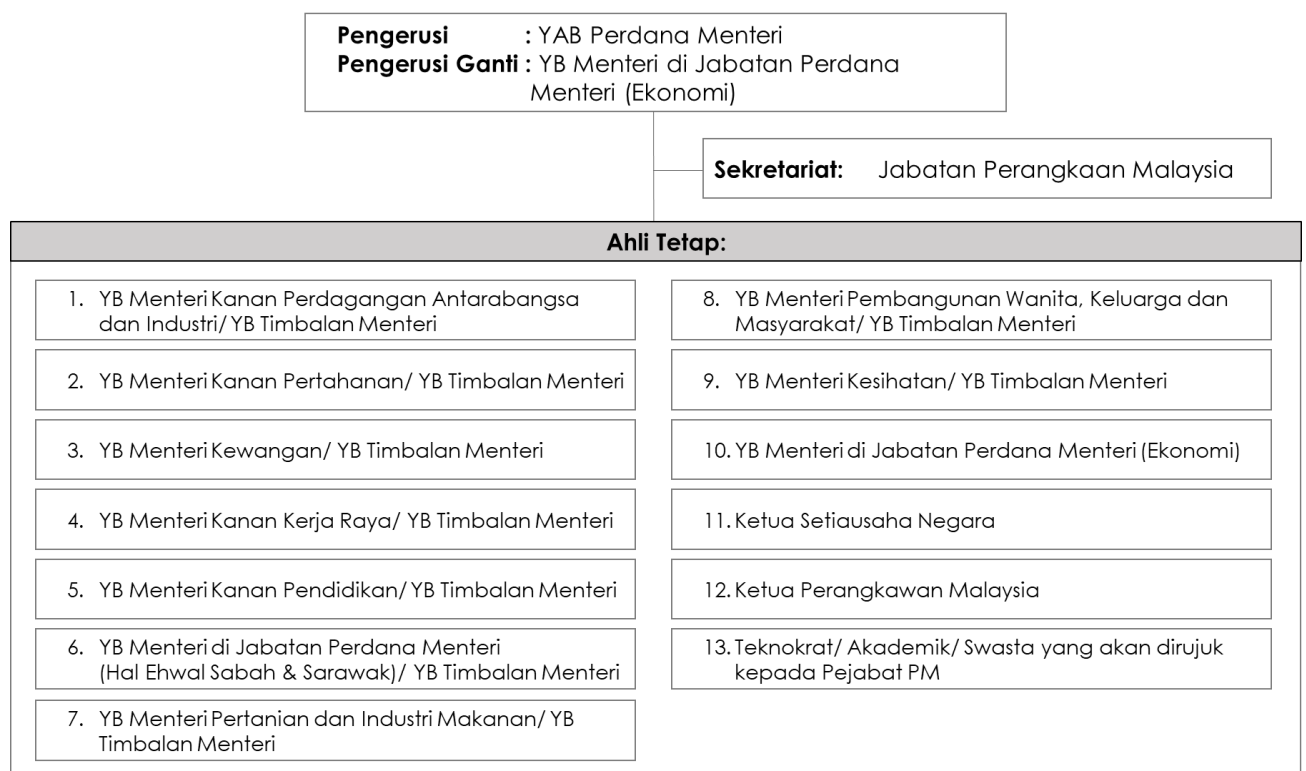 Pengerusi : YAB Perdana Menteri
Pengerusi Ganti : YB Menteri di Jabatan Perdana
Menteri (Ekonomi)
Sekretariat: Jabatan Perangkaan Malaysia
Ahli Tetap:
1. YB Menteri Kanan Perdagangan Antarabangsa
dan Industri/ YB Timbalan Menteri
2. YB Menteri Kanan Pertahanan/ YB Timbalan Menteri
3. YB Menteri Kewangan/ YB Timbalan Menteri
4. YB Menteri Kanan Kerja Raya/ YB Timbalan Menteri
5. YB Menteri Kanan Pendidikan/ YB Timbalan Menteri
6. YB Menteri di Jabatan Perdana Menteri
(Hal Ehwal Sabah & Sarawak)/ YB Timbalan Menteri
7. YB Menteri Pertanian dan Industri Makanan/ YB
Timbalan Menteri
8. YB Menteri Pembangunan Wanita, Keluarga dan
Masyarakat/ YB Timbalan Menteri
9. YB Menteri Kesihatan/ YB Timbalan Menteri
10. YB Menteri di Jabatan Perdana Menteri (Ekonomi)
11. Ketua Setiausaha Negara
12. Ketua Perangkawan Malaysia
13. Teknokrat/ Akademik/ Swasta yang akan dirujuk
kepada Pejabat PM